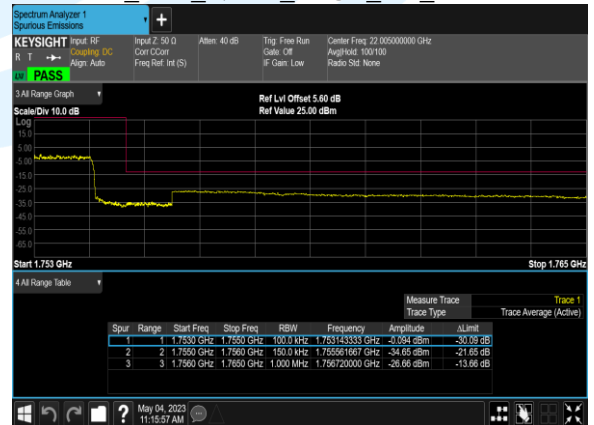 Spectrum Analyzer 1
Spurious Emissions
+
KEYSIGHT Input: RF Input Z: 50 Ω Atten: 40 dB Trig: Free Run Center Freq: 22.005000000 GHz
R T Coupling: DC Corr CCorr Gate: Off Avg|Hold: 100/100
Align: Auto Freq Ref: Int (S) IF Gain: Low Radio Std: None
LV PASS
3 All Range Graph
Ref Lvl Offset 5.60 dB
Scale/Div 10.0 dB Ref Value 25.00 dBm
Log
15.0
5.00
-5.00
-15.0
-25.0
-35.0
-45.0
-55.0
-65.0
Start 1.753 GHz Stop 1.765 GHz
4 All Range Table
Measure Trace Trace 1
Trace Type Trace Average (Active)
Spur Range Start Freq Stop Freq RBW Frequency Amplitude ΔLimit
1 1 1.7530 GHz 1.7550 GHz 100.0 kHz 1.753143333 GHz -0.094 dBm -30.09 dB
2 2 1.7550 GHz 1.7560 GHz 150.0 kHz 1.755561667 GHz -34.65 dBm -21.65 dB
3 3 1.7560 GHz 1.7650 GHz 1.000 MHz 1.756720000 GHz -26.66 dBm -13.66 dB
? May 04, 2023
11:15:57 AM